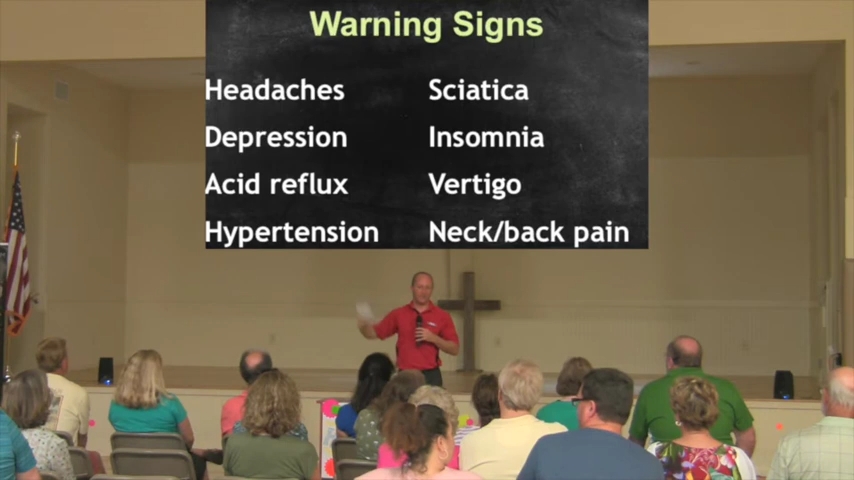 Warning Signs
Headaches Sciatica
Depression Insomnia
Acid reflux Vertigo
Hypertension Neck/back pain